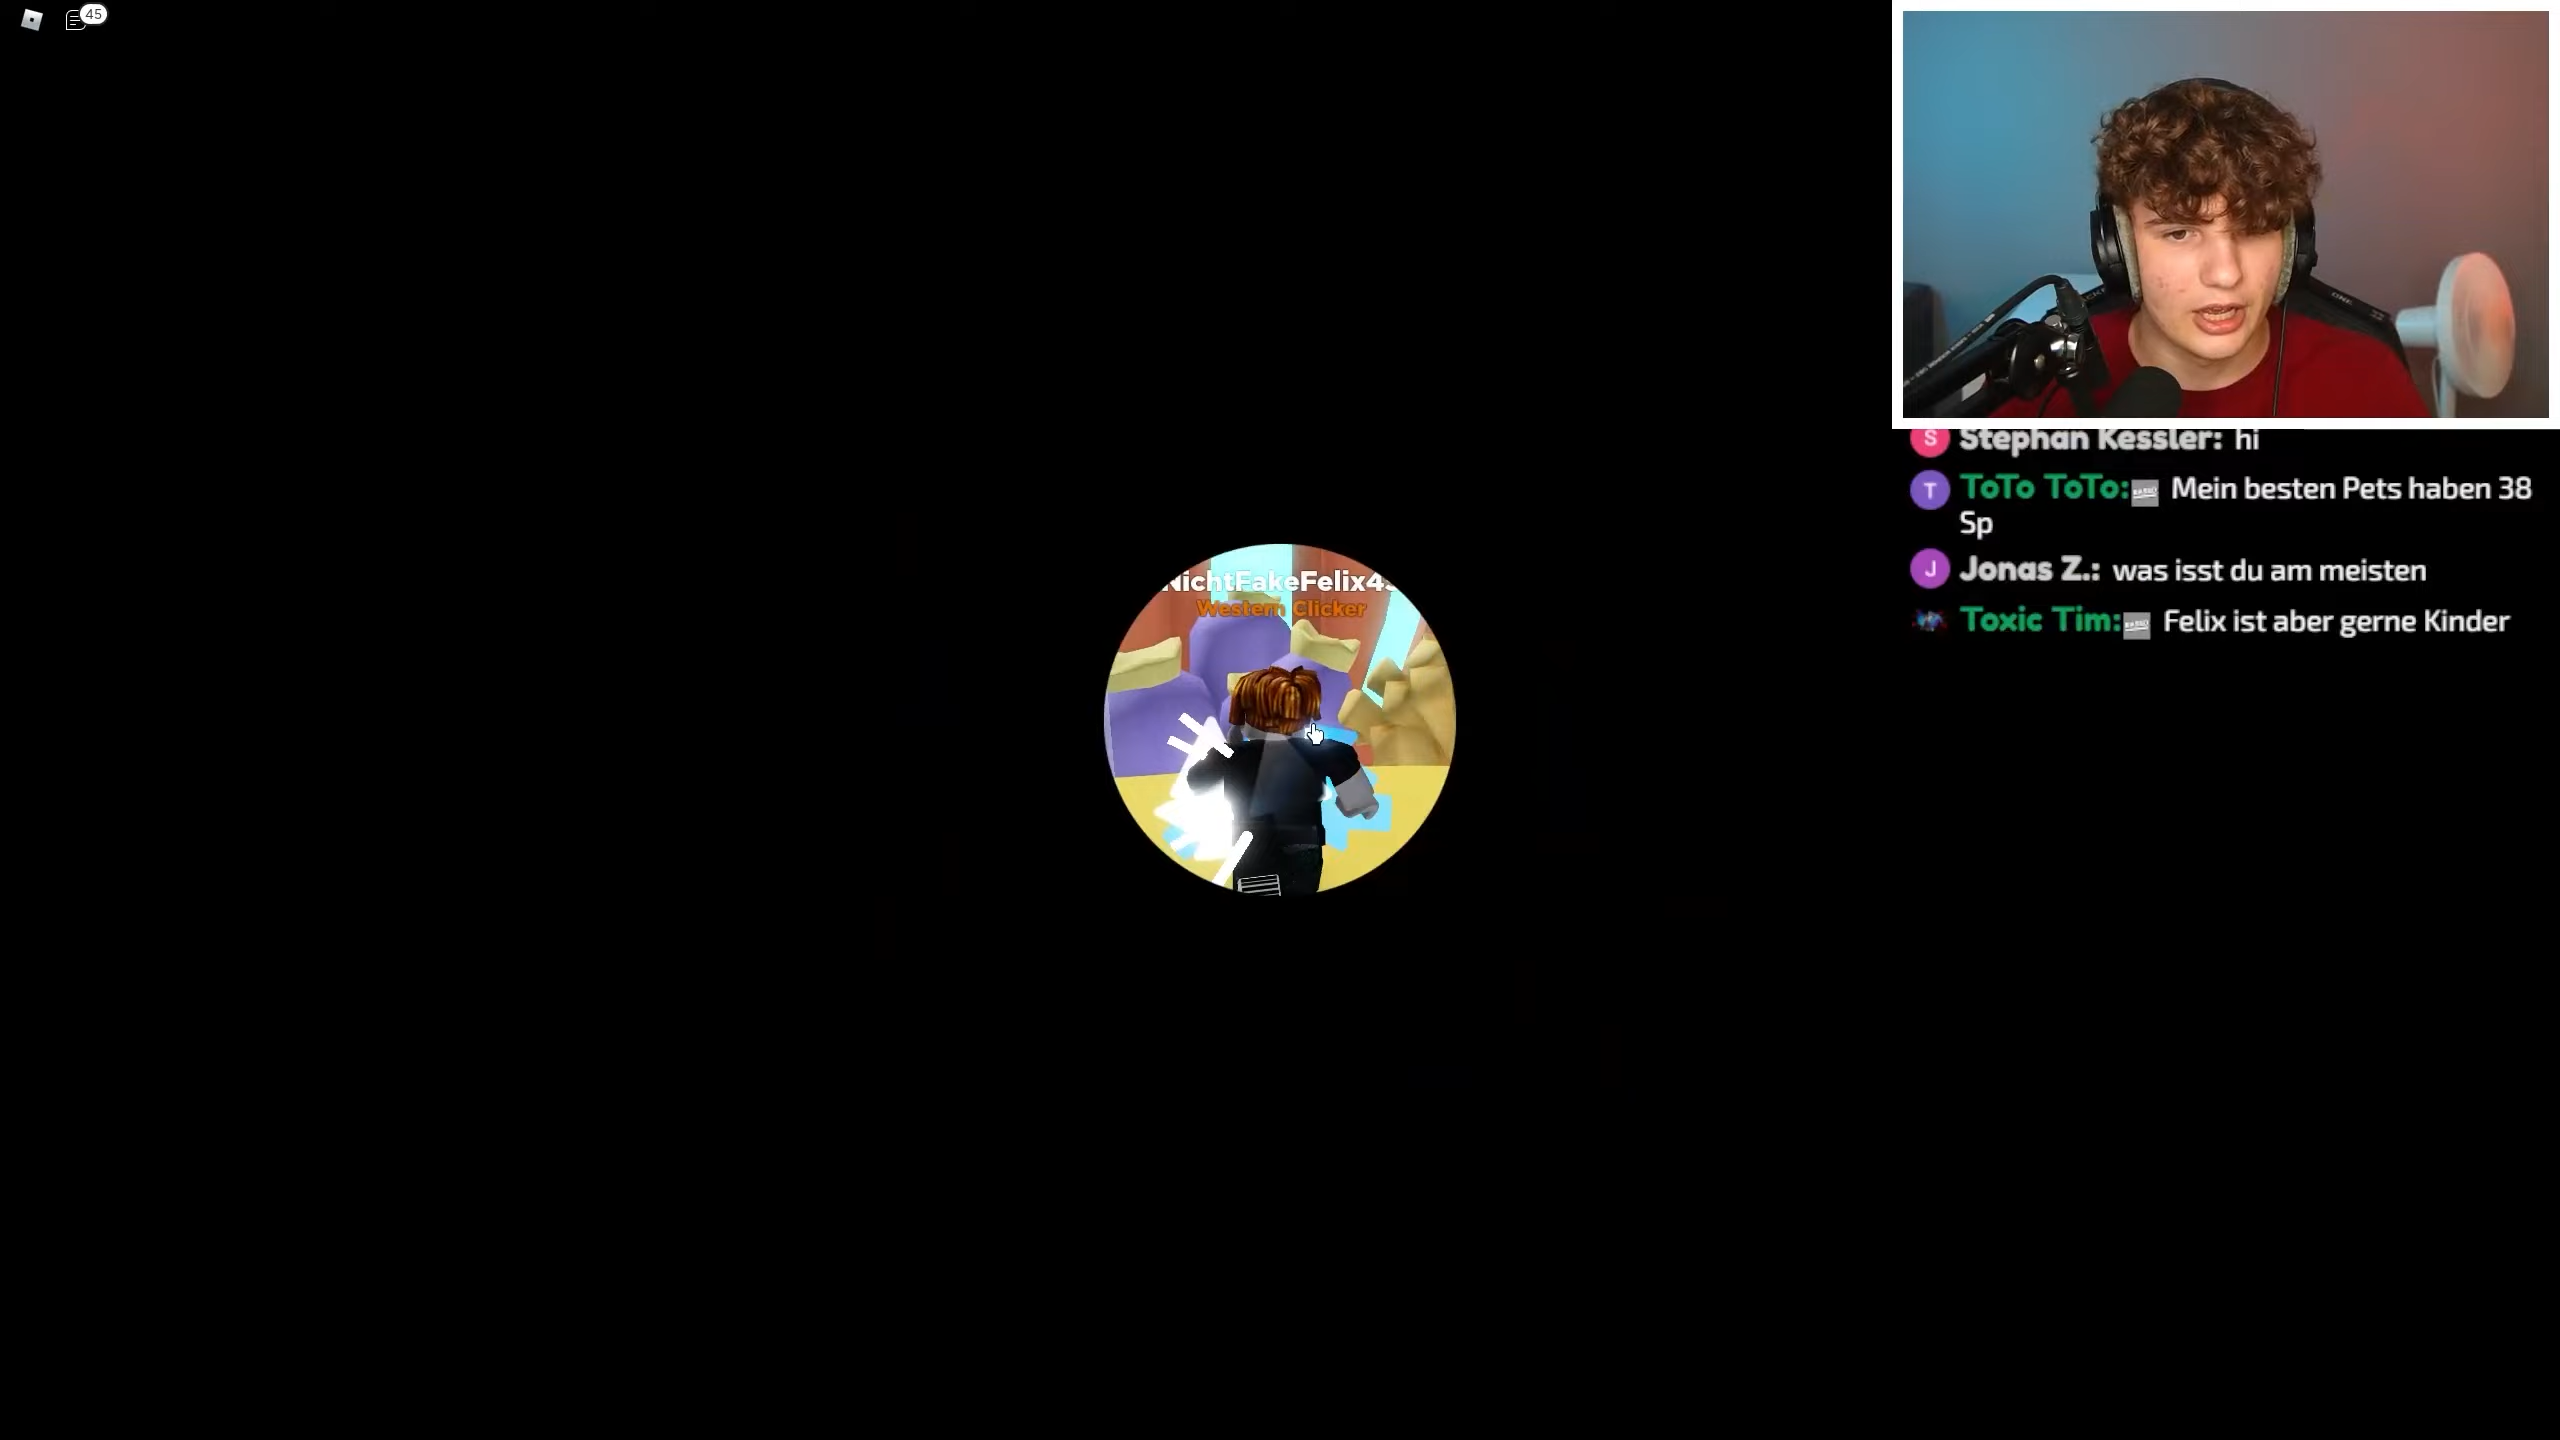 45
NichtFakeFelix4
Western Clicker
Stephan Kessler: hi
ToTo ToTo: Mein besten Pets haben 38
Sp
Jonas Z.: was isst du am meisten
Toxic Tim: Felix ist aber gerne Kinder